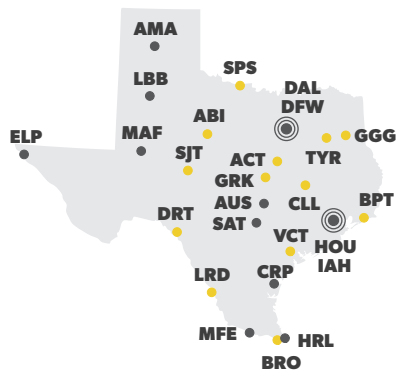 AMA
SPS
DAL
DFW
LBB
ABI
GGG
ELP
MAF
TYR
SJT
ACT
GRK
AUS
CLL
BPT
DRT
SAT
VCT
HOU
IAH
LRD
CRP
MFE
HRL
BRO